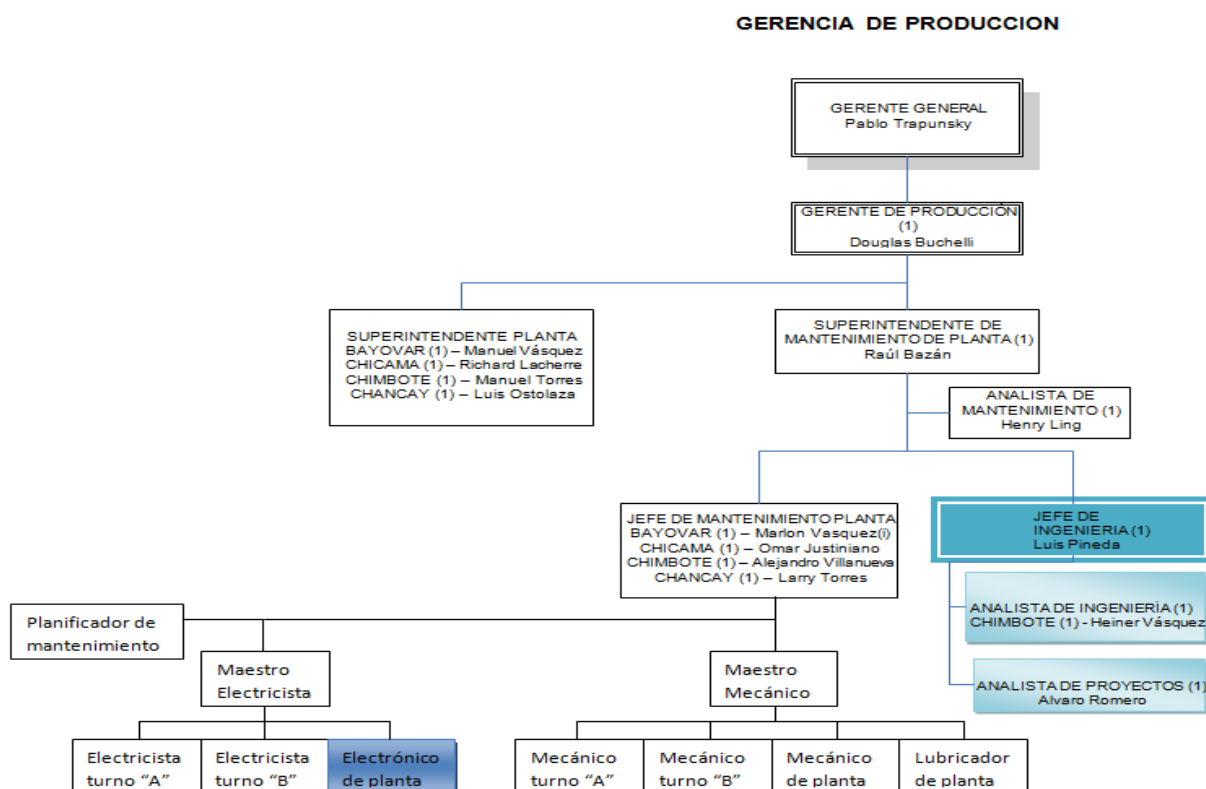 GERENCIA DE PRODUCCION
GERENTE GENERAL
Pablo Trapunsky
GERENTE DE PRODUCCIÓN
(1)
Douglas Buchelli
SUPERINTENDENTE PLANTA
BAYOVAR (1) – Manuel Vásquez
CHICAMA (1) – Richard Lacherre
CHIMBOTE (1) – Manuel Torres
CHANCAY (1) – Luis Ostolaza
SUPERINTENDENTE DE
MANTENIMIENTO DE PLANTA (1)
Raúl Bazán
ANALISTA DE
MANTENIMIENTO (1)
Henry Ling
JEFE DE MANTENIMIENTO PLANTA
BAYOVAR (1) – Marlon Vasquez(i)
CHICAMA (1) – Omar Justiniano
CHIMBOTE (1) – Alejandro Villanueva
CHANCAY (1) – Larry Torres
JEFE DE
INGENIERIA (1)
Luis Pineda
ANALISTA DE INGENIERÌA (1)
CHIMBOTE (1) - Heiner Vásquez
ANALISTA DE PROYECTOS (1)
Alvaro Romero
Planificador de
mantenimiento
Maestro
Electricista
Maestro
Mecánico
Electricista
turno “A”
Electricista
turno “B”
Electrónico
de planta
Mecánico
turno “A”
Mecánico
turno “B”
Mecánico
de planta
Lubricador
de planta